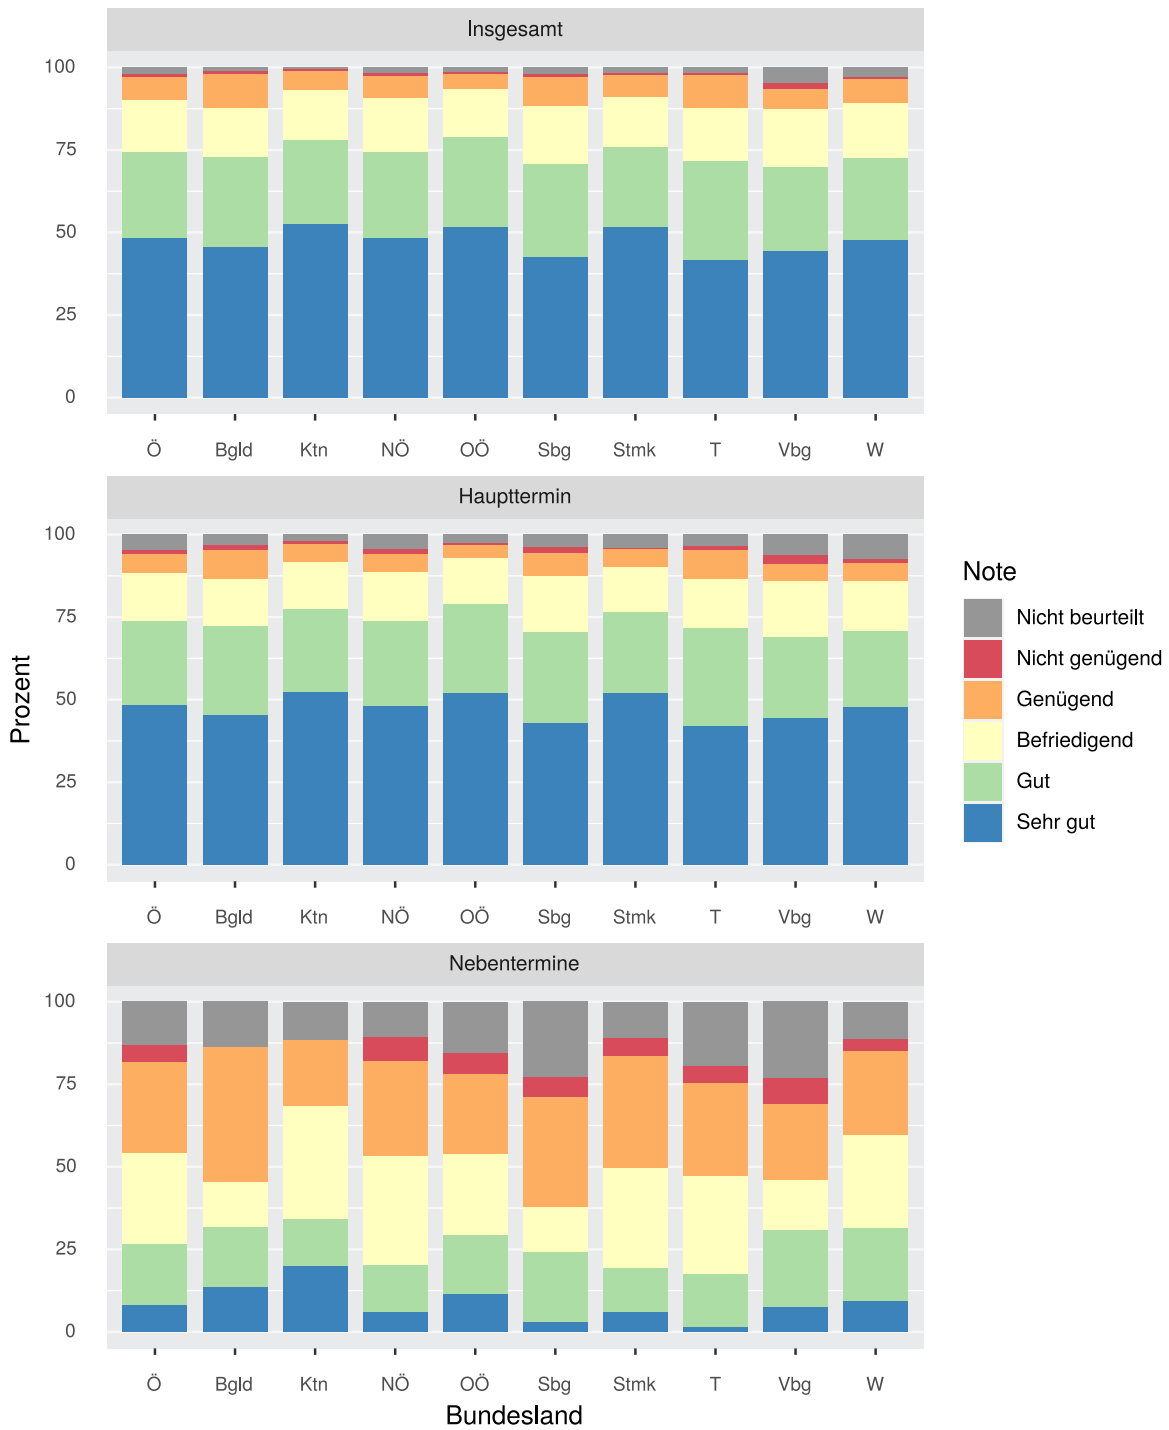 Insgesamt
100
75
50
25
0
Ö Bgld Ktn NÖ OÖ Sbg Stmk T Vbg W
Haupttermin
100
75
50
25
0
Ö Bgld Ktn NÖ OÖ Sbg Stmk T Vbg W
Nebentermine
100
75
50
25
0
Ö Bgld Ktn NÖ OÖ Sbg Stmk T Vbg W
Bundesland
Prozent
Note
Nicht beurteilt
Nicht genügend
Genügend
Befriedigend
Gut
Sehr gut